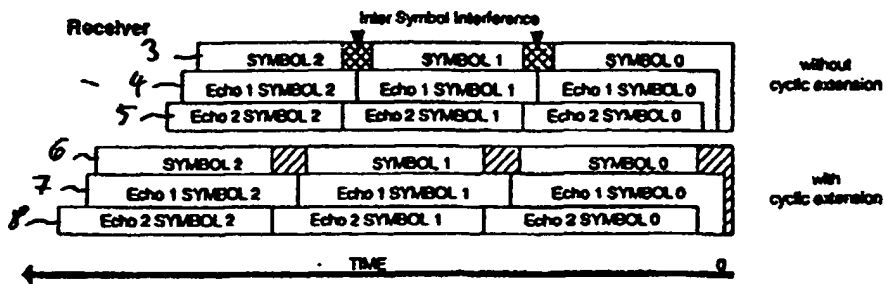 Inter Symbol Interference
Receiver
3 SYMBOL 2 SYMBOL 1 SYMBOL 0
4 Echo 1 SYMBOL 2 Echo 1 SYMBOL 1 Echo 1 SYMBOL 0
5 Echo 2 SYMBOL 2 Echo 2 SYMBOL 1 Echo 2 SYMBOL 0
without
cyclic extension
6 SYMBOL 2 SYMBOL 1 SYMBOL 0
7 Echo 1 SYMBOL 2 Echo 1 SYMBOL 1 Echo 1 SYMBOL 0
8 Echo 2 SYMBOL 2 Echo 2 SYMBOL 1 Echo 2 SYMBOL 0
with
cyclic extension
TIME 0